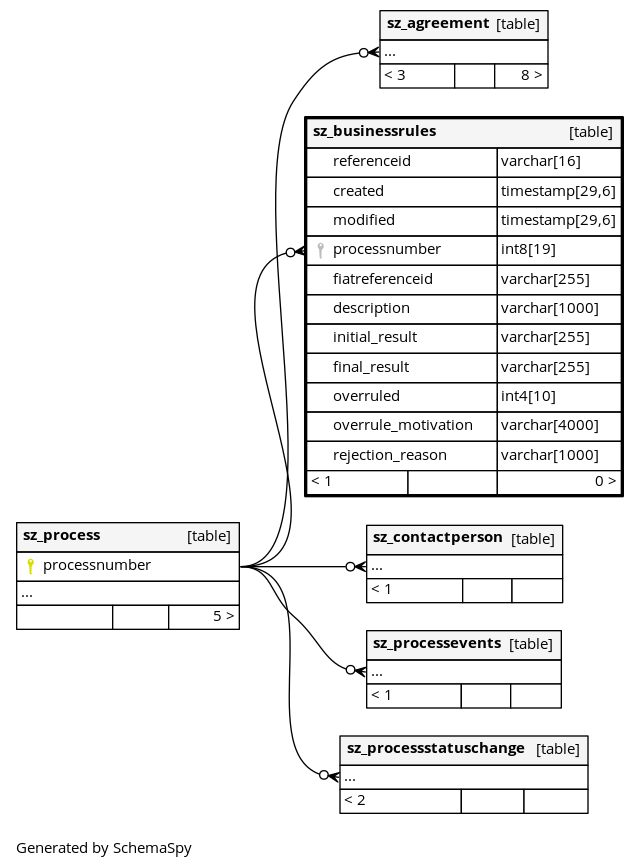 sz_agreement [table]
...
< 3 8 >
sz_businessrules [table]
referenceid varchar[16]
created timestamp[29,6]
modified timestamp[29,6]
processnumber int8[19]
fiatreferenceid varchar[255]
description varchar[1000]
initial_result varchar[255]
final_result varchar[255]
overruled int4[10]
overrule_motivation varchar[4000]
rejection_reason varchar[1000]
< 1 0 >
sz_process [table]
processnumber
...
5 >
sz_contactperson [table]
...
< 1
sz_processevents [table]
...
< 1
sz_processstatuschange [table]
...
< 2
Generated by SchemaSpy